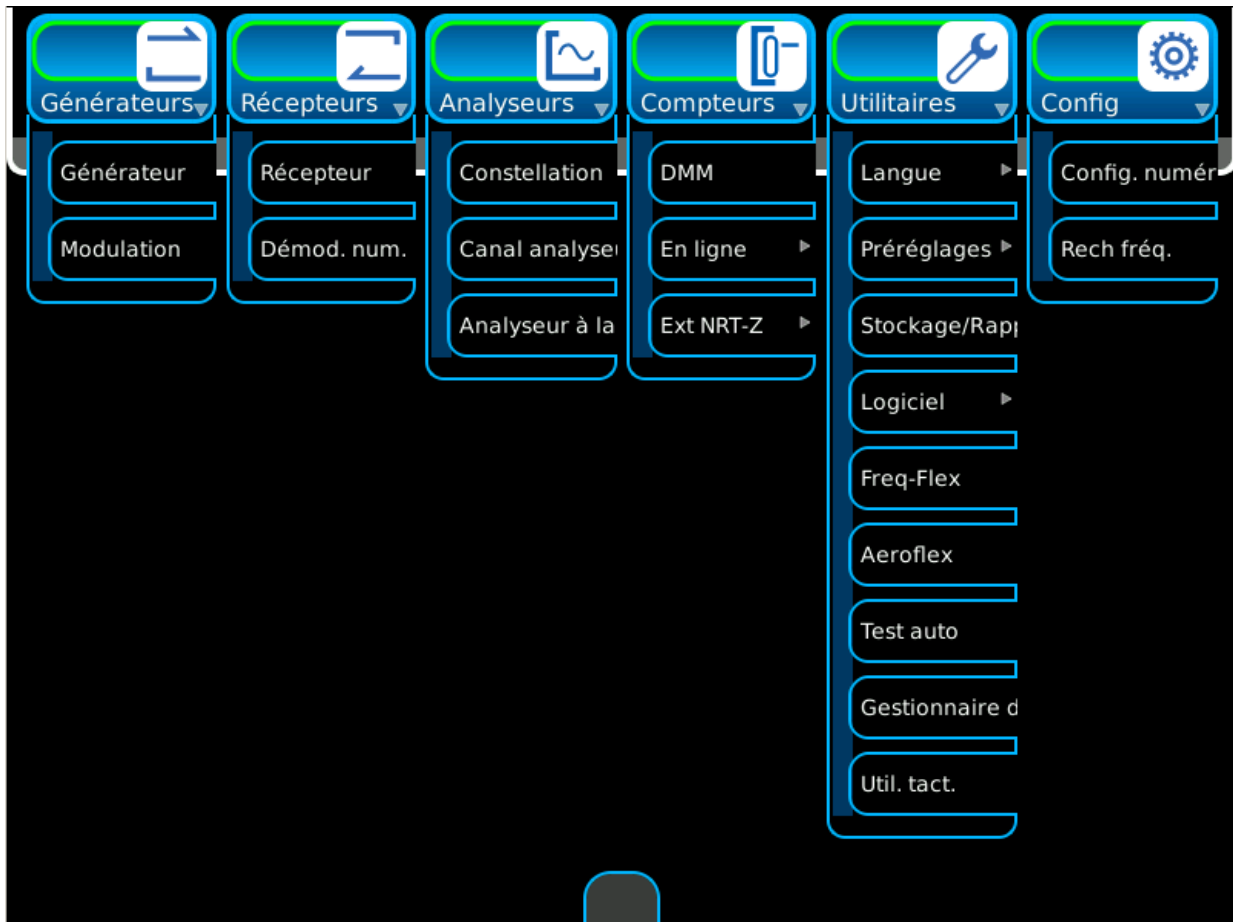 Générateurs
Récepteurs
Analyseurs
Compteurs
Utilitaires
Config
Générateur
Modulation
Récepteur
Démod. num.
Constellation
Canal analyse
Analyseur à la
DMM
En ligne
Ext NRT-Z
Langue
Préréglages
Stockage/Rapp
Logiciel
Freq-Flex
Aeroflex
Test auto
Gestionnaire d
Util. tact.
Config. numér
Rech fréq.